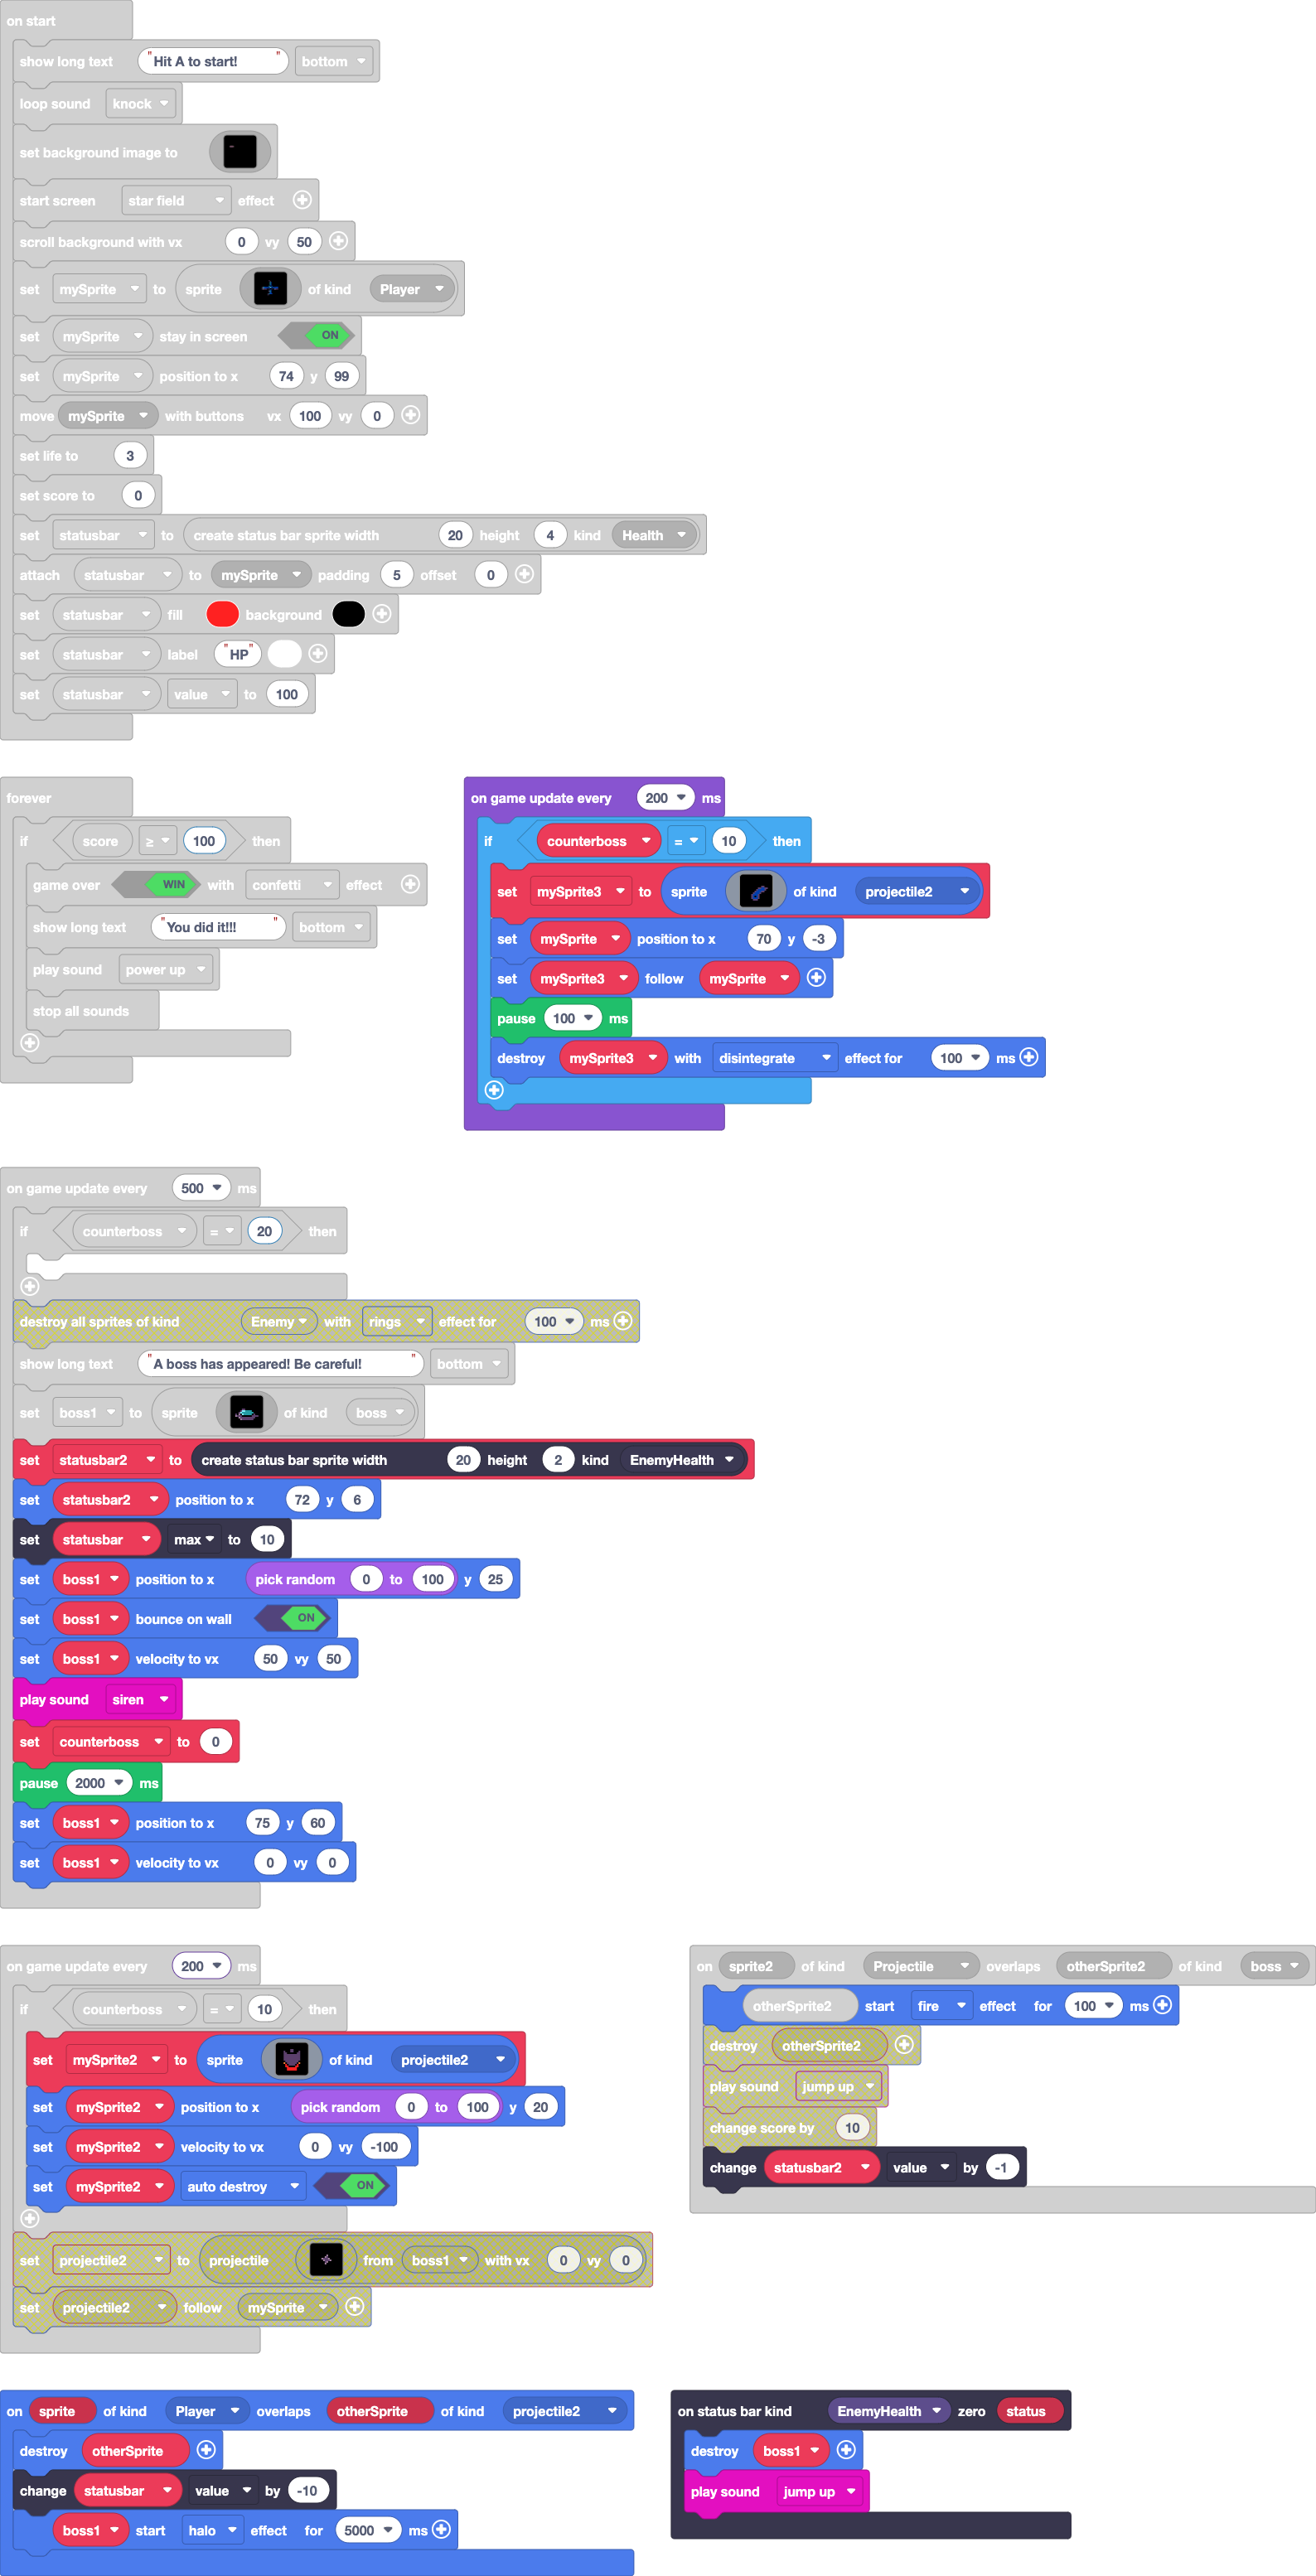 on start
show long text "Hit A to start!" bottom
loop sound knock
set background image to
start screen star field effect
scroll background with vx 0 vy 50
set mySprite to sprite of kind Player
set mySprite stay in screen ON
set mySprite position to x 74 y 99
move mySprite with buttons vx 100 vy 0
set life to 3
set score to 0
set statusbar to create status bar sprite width 20 height 4 kind Health
attach statusbar to mySprite padding 5 offset 0
set statusbar fill background
set statusbar label "HP"
set statusbar value to 100
forever
if score ≥ 100 then
game over WIN with confetti effect
show long text "You did it!!!" bottom
play sound power up
stop all sounds
on game update every 200 ms
if counterboss = 10 then
set mySprite3 to sprite of kind projectile2
set mySprite position to x 70 y -3
set mySprite3 follow mySprite
pause 100 ms
destroy mySprite3 with disintegrate effect for 100 ms
on game update every 500 ms
if counterboss = 20 then
destroy all sprites of kind Enemy with rings effect for 100 ms
show long text "A boss has appeared! Be careful!" bottom
set boss1 to sprite of kind boss
set statusbar2 to create status bar sprite width 20 height 2 kind EnemyHealth
set statusbar2 position to x 72 y 6
set statusbar max to 10
set boss1 position to x pick random 0 to 100 y 25
set boss1 bounce on wall ON
set boss1 velocity to vx 50 vy 50
play sound siren
set counterboss to 0
pause 2000 ms
set boss1 position to x 75 y 60
set boss1 velocity to vx 0 vy 0
on game update every 200 ms
if counterboss = 10 then
set mySprite2 to sprite of kind projectile2
set mySprite2 position to x pick random 0 to 100 y 20
set mySprite2 velocity to vx 0 vy -100
set mySprite2 auto destroy ON
set projectile2 to projectile from boss1 with vx 0 vy 0
set projectile2 follow mySprite
on sprite2 of kind Projectile overlaps otherSprite2 of kind boss
otherSprite2 start fire effect for 100 ms
destroy otherSprite2
play sound jump up
change score by 10
change statusbar2 value by -1
on sprite of kind Player overlaps otherSprite of kind projectile2
destroy otherSprite
change statusbar value by -10
boss1 start halo effect for 5000 ms
on status bar kind EnemyHealth zero status
destroy boss1
play sound jump up